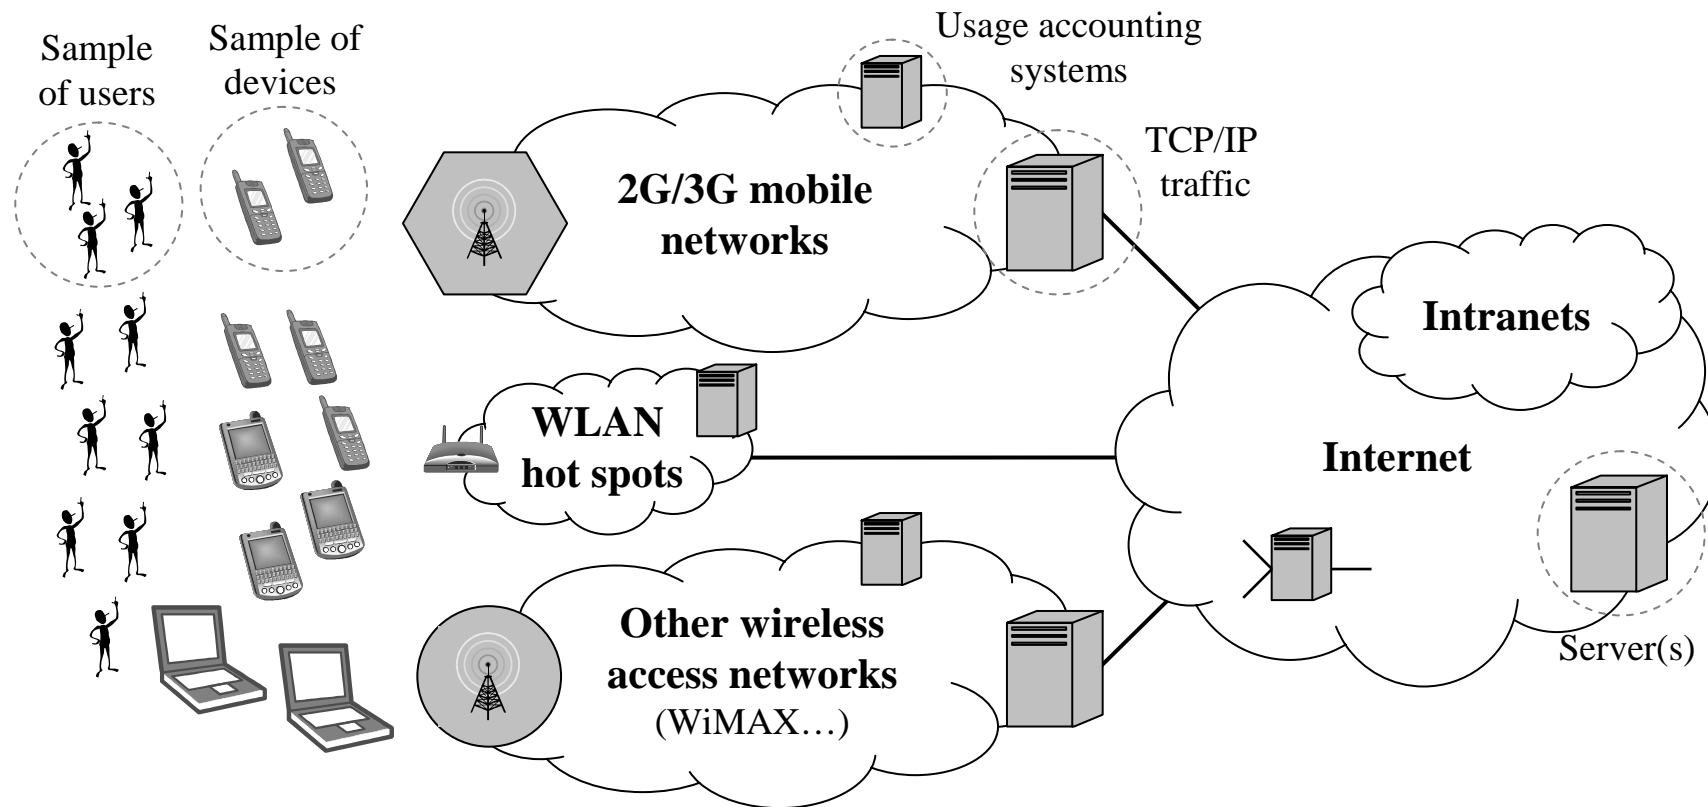 Sample
of users
Sample of
devices
Usage accounting
systems
TCP/IP
traffic
2G/3G mobile
networks
Intranets
WLAN
hot spots
Internet
Other wireless
access networks
(WiMAX…)
Server(s)